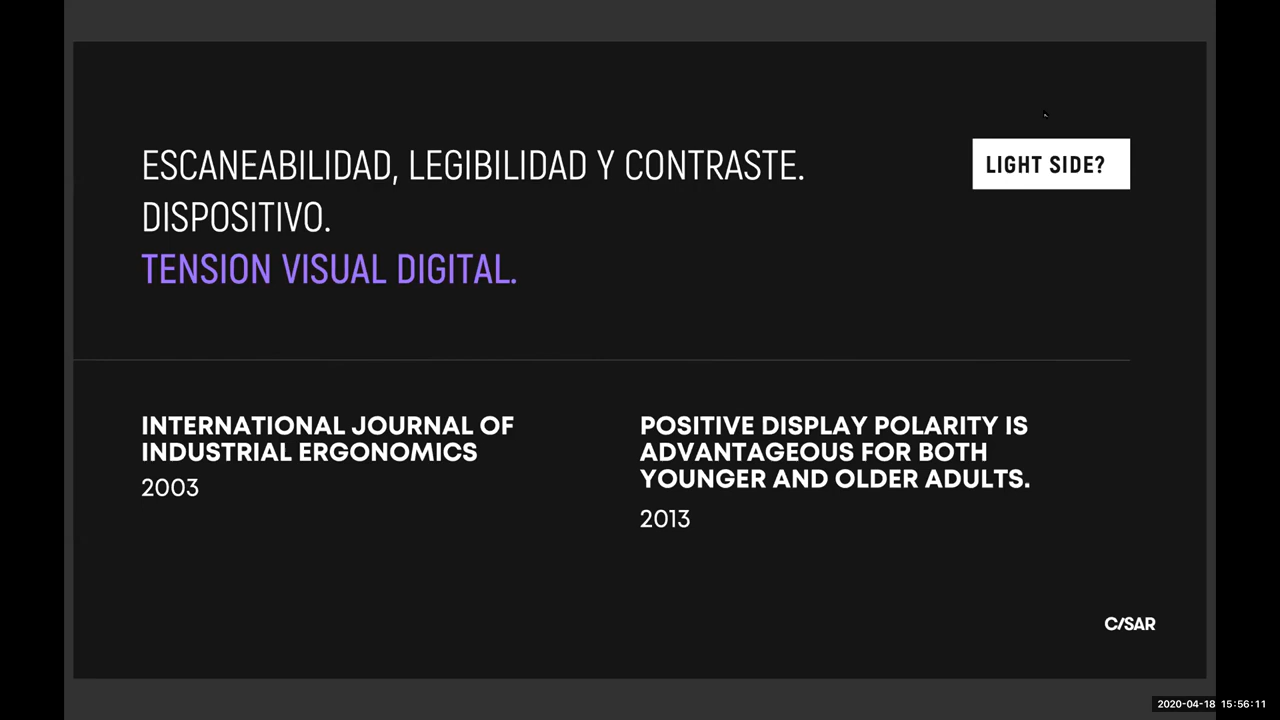 ESCANEABILIDAD, LEGIBILIDAD Y CONTRASTE.
DISPOSITIVO.
TENSION VISUAL DIGITAL.
LIGHT SIDE?
INTERNATIONAL JOURNAL OF
INDUSTRIAL ERGONOMICS
2003
POSITIVE DISPLAY POLARITY IS
ADVANTAGEOUS FOR BOTH
YOUNGER AND OLDER ADULTS.
2013
C/SAR
2020-04-18 15:56:11